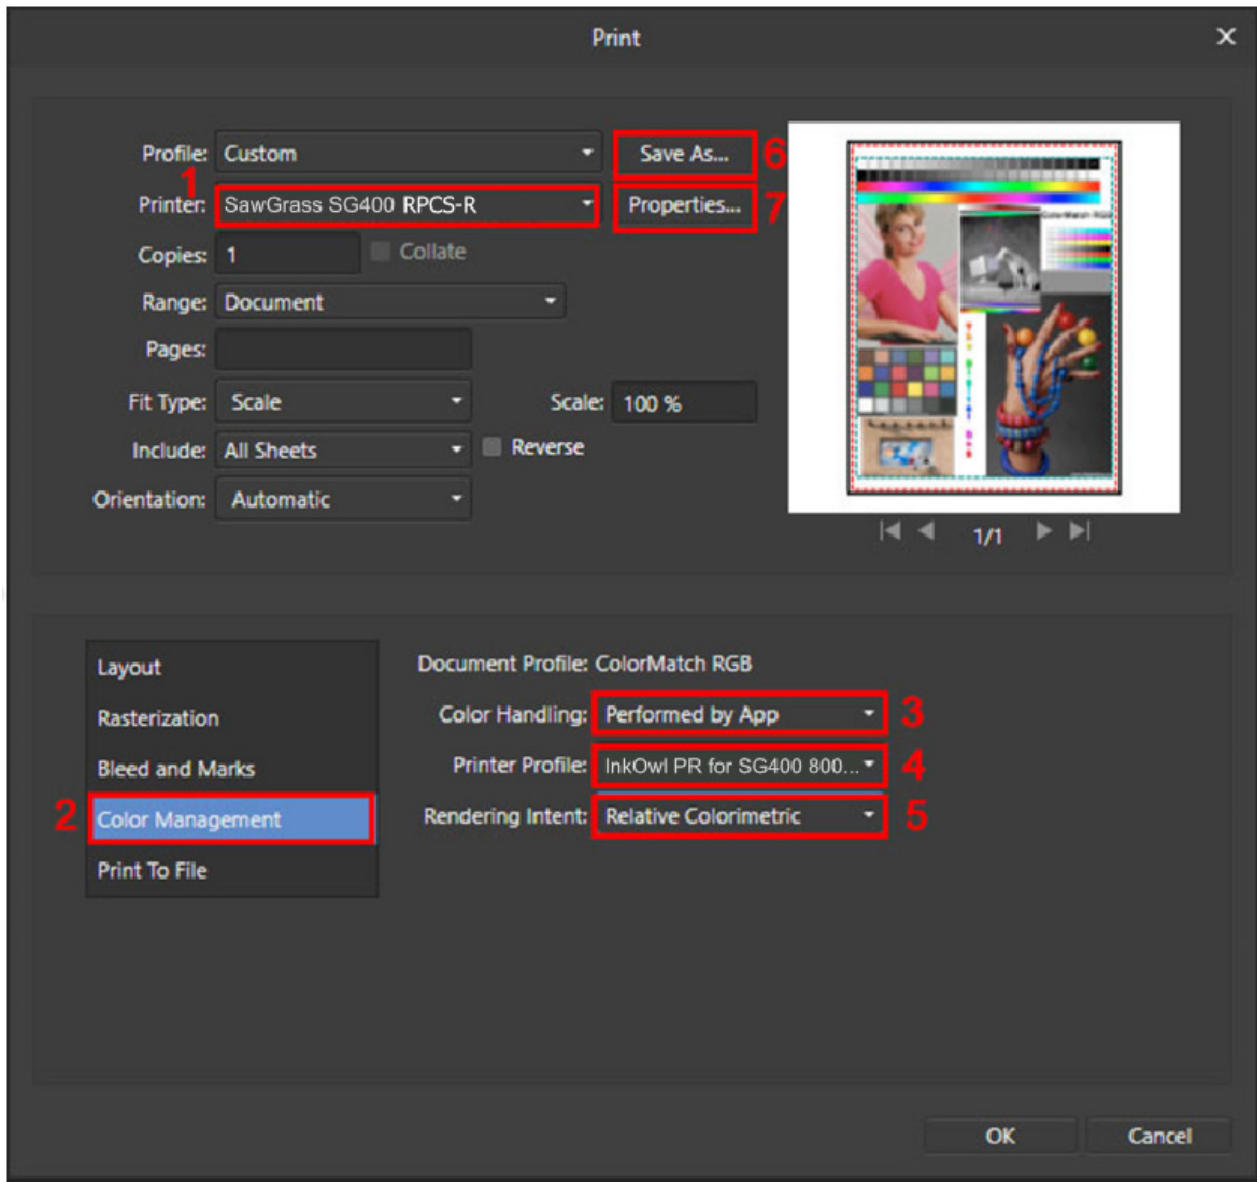 Print
Profile: Custom Save As... 6
1
Printer: SawGrass SG400 RPCS-R Properties... 7
Copies: 1 Collate
Range: Document
Pages:
Fit Type: Scale Scale: 100 %
Include: All Sheets Reverse
Orientation: Automatic
ColorMatch RGB
1/1
Layout
Rasterization
Bleed and Marks
2 Color Management
Print To File
Document Profile: ColorMatch RGB
Color Handling: Performed by App 3
Printer Profile: InkOwl PR for SG400 800... 4
Rendering Intent: Relative Colorimetric 5
OK Cancel